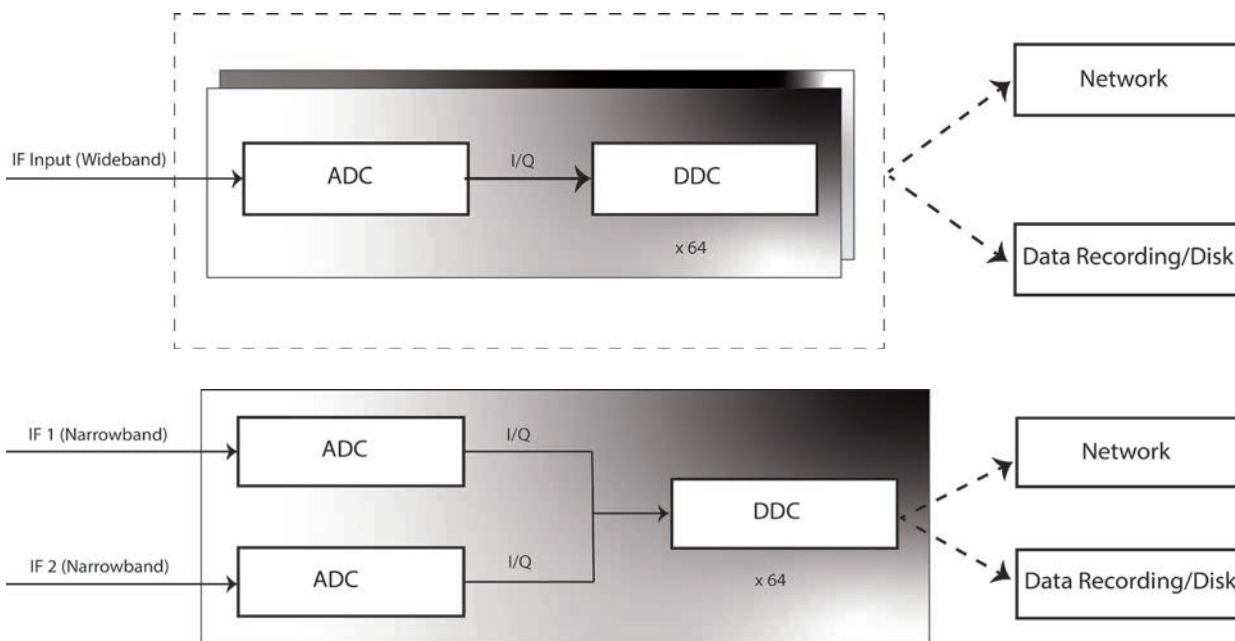 Network
IF Input (Wideband)
ADC
I/Q
DDC
x 64
Data Recording/Disk
IF 1 (Narrowband)
ADC
I/Q
Network
DDC
IF 2 (Narrowband)
ADC
I/Q
x 64
Data Recording/Disk